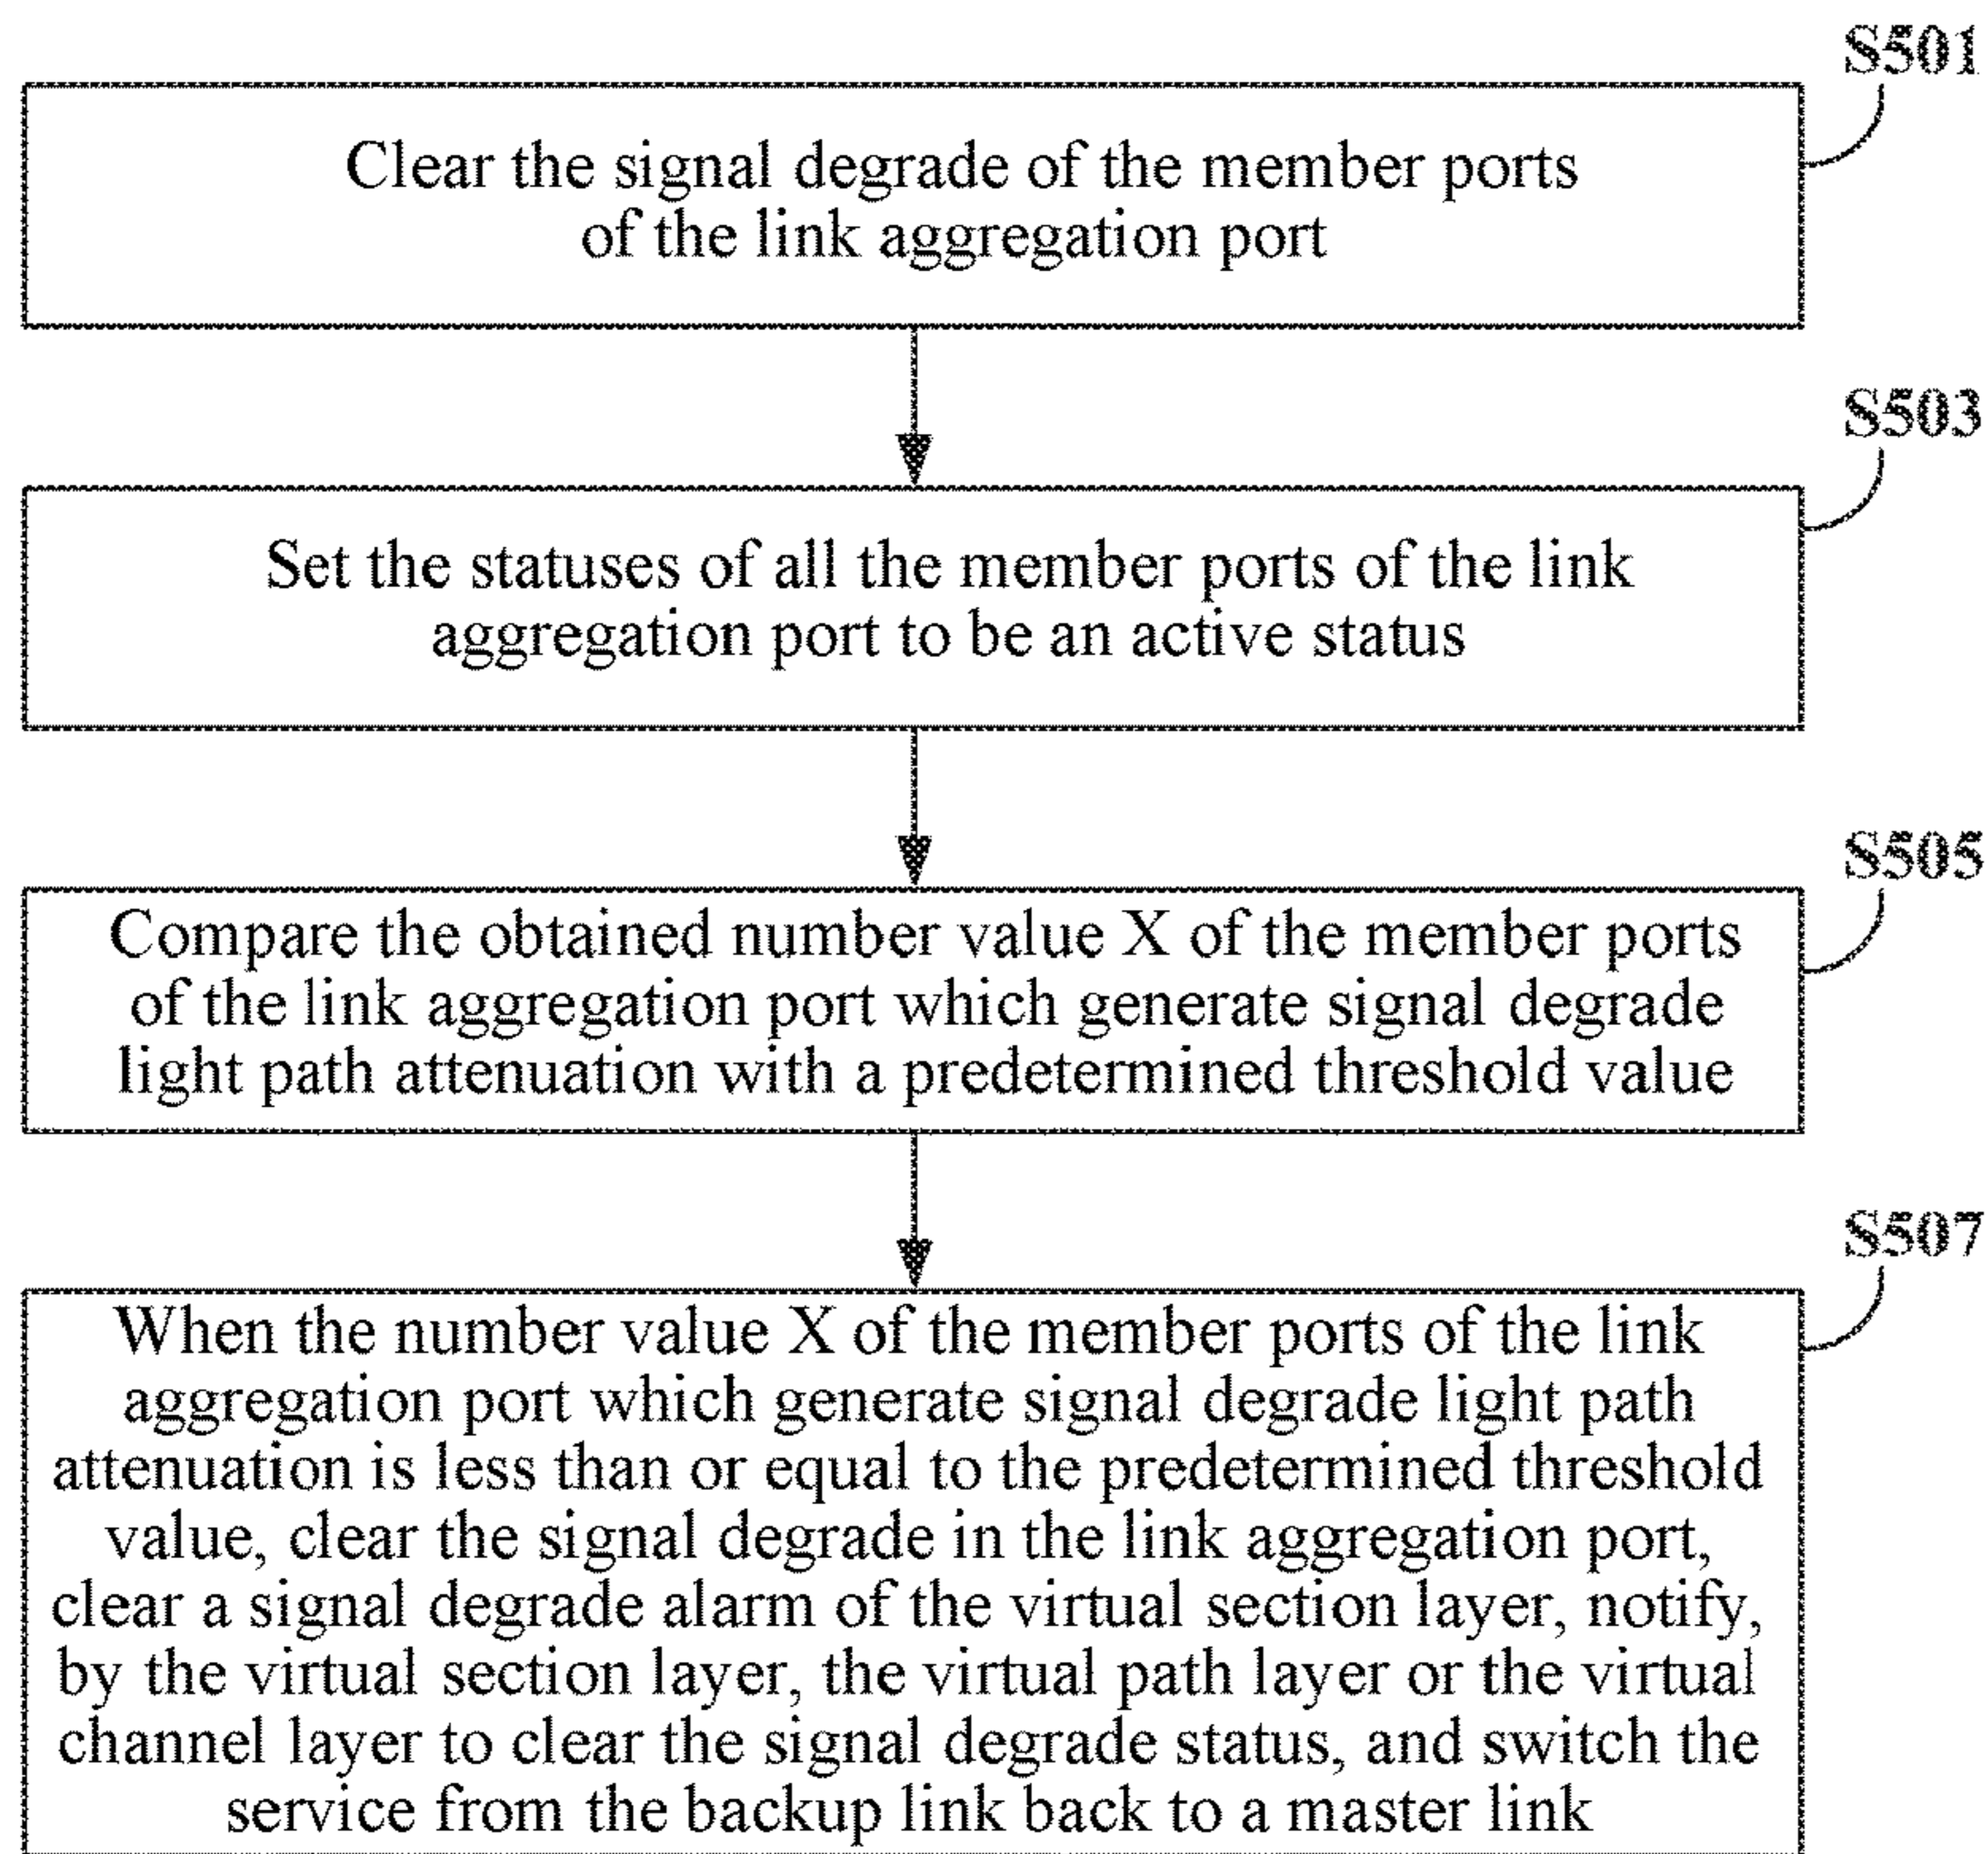 S501
Clear the signal degrade of the member ports
of the link aggregation port
S503
Set the statuses of all the member ports of the link
aggregation port to be an active status
S505
Compare the obtained number value X of the member ports
of the link aggregation port which generate signal degrade
light path attenuation with a predetermined threshold value
S507
When the number value X of the member ports of the link
aggregation port which generate signal degrade light path
attenuation is less than or equal to the predetermined threshold
value, clear the signal degrade in the link aggregation port,
clear a signal degrade alarm of the virtual section layer, notify,
by the virtual section layer, the virtual path layer or the virtual
channel layer to clear the signal degrade status, and switch the
service from the backup link back to a master link